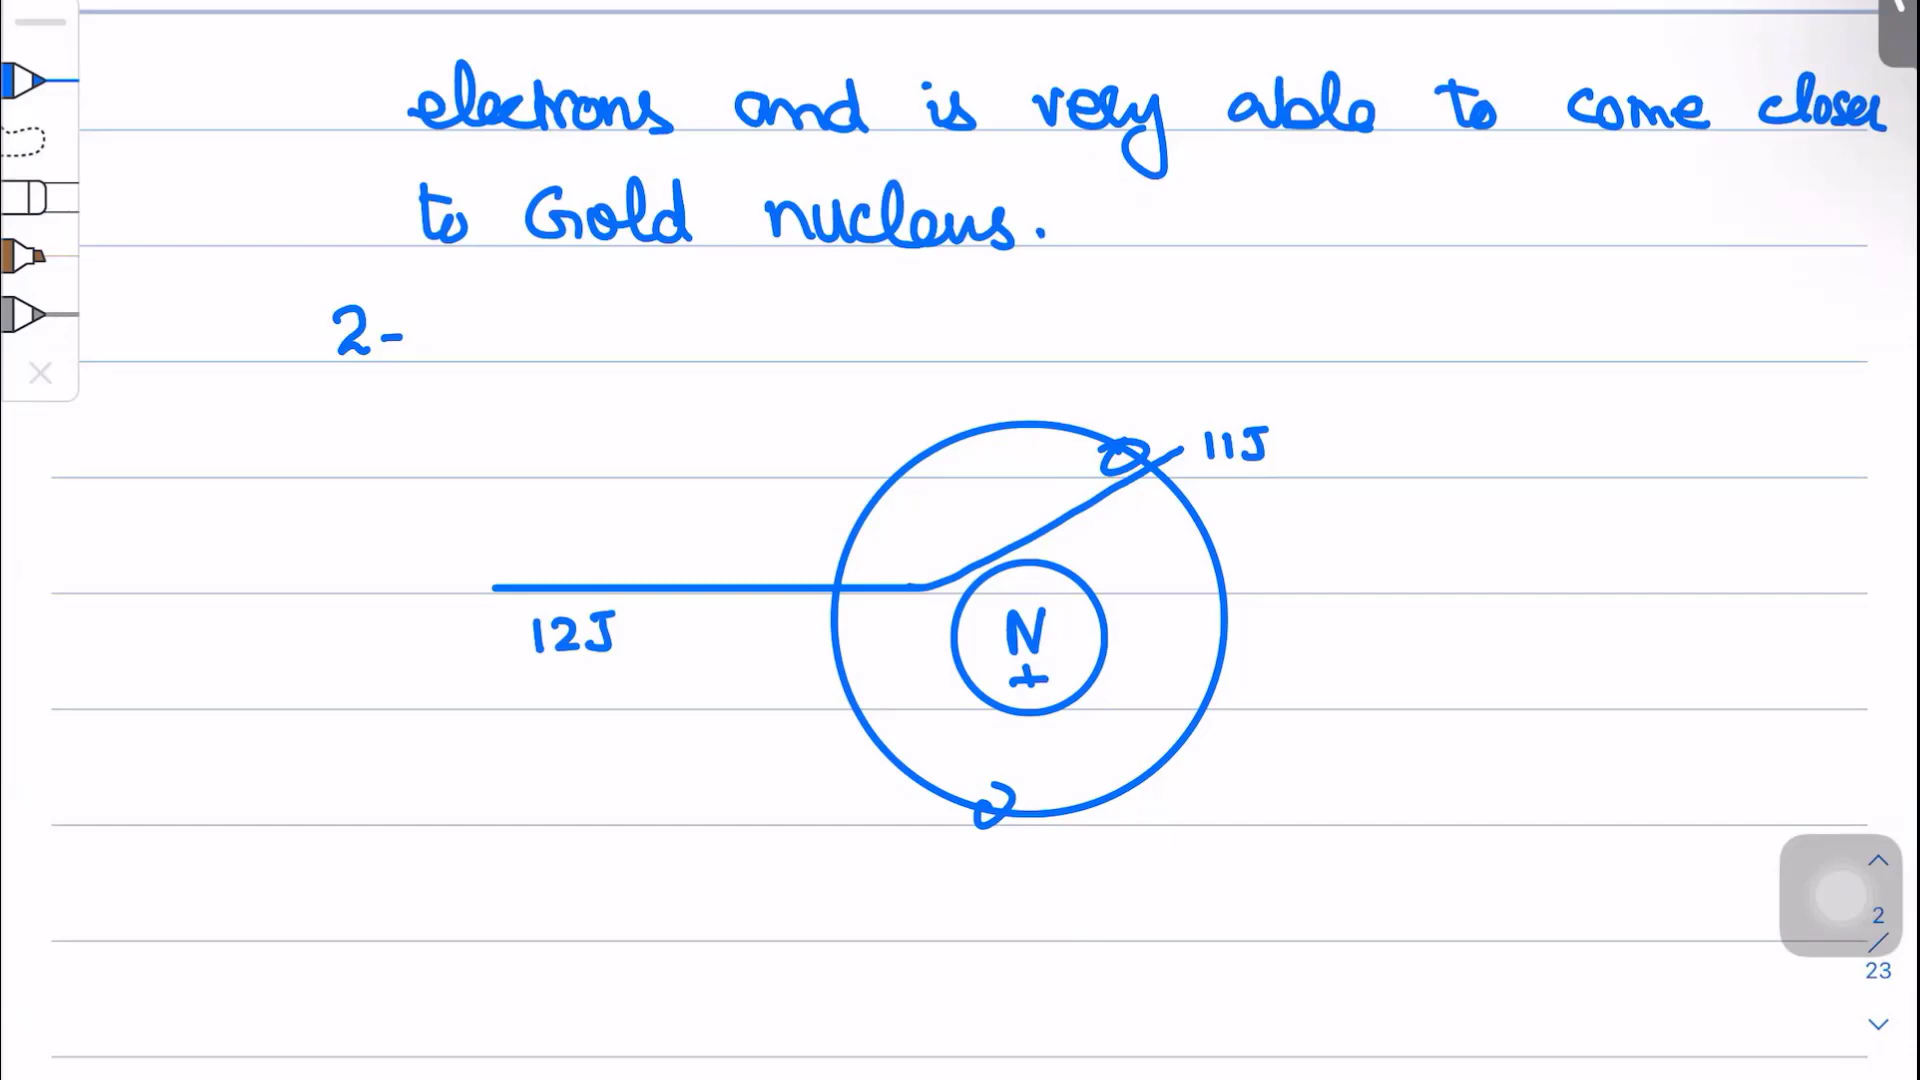 electrons and is very able to come closer
to Gold nucleus.
2-
11J
12J
N
+
2
/
23